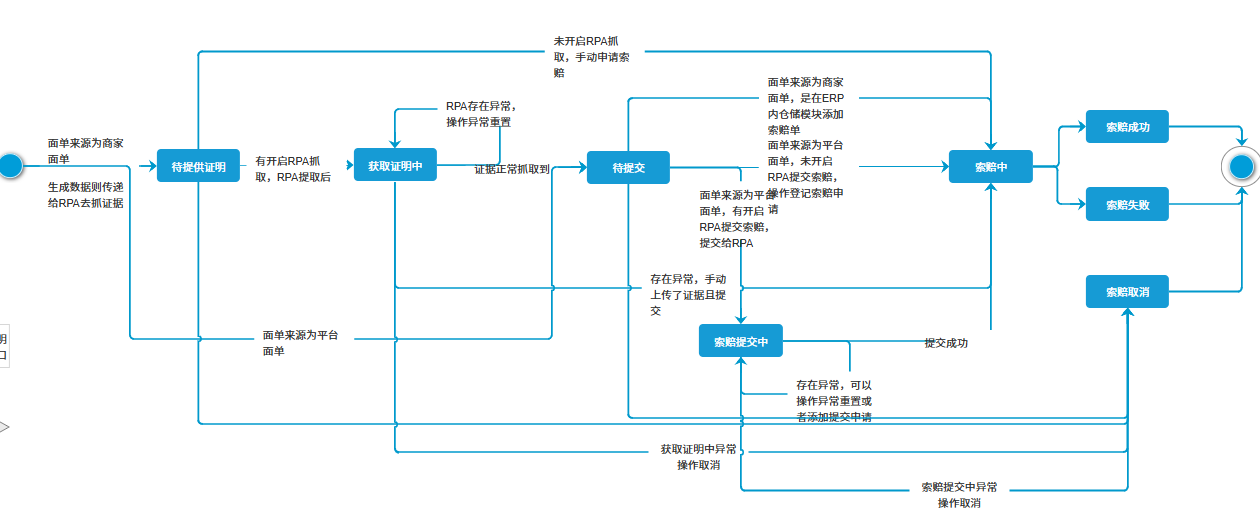 未开启RPA抓
取，手动申请索
赔
面单来源为商家
面单，是在ERP
内仓储模块添加
索赔单
面单来源为平台
面单，未开启
RPA提交索赔，
操作登记索赔申
请
RPA存在异常，
操作异常重置
面单来源为商家
面单
生成数据则传递
给RPA去抓证据
待提供证明
有开启RPA抓
取，RPA提取后
获取证明中
证据正常抓取到
待提交
面单来源为平台
面单，有开启
RPA提交索赔，
提交给RPA
索赔中
索赔成功
索赔失败
索赔取消
存在异常，手动
上传了证据且提
交
面单来源为平台
面单
明
口
索赔提交中
提交成功
存在异常，可以
操作异常重置或
者添加提交申请
获取证明中异常
操作取消
索赔提交中异常
操作取消